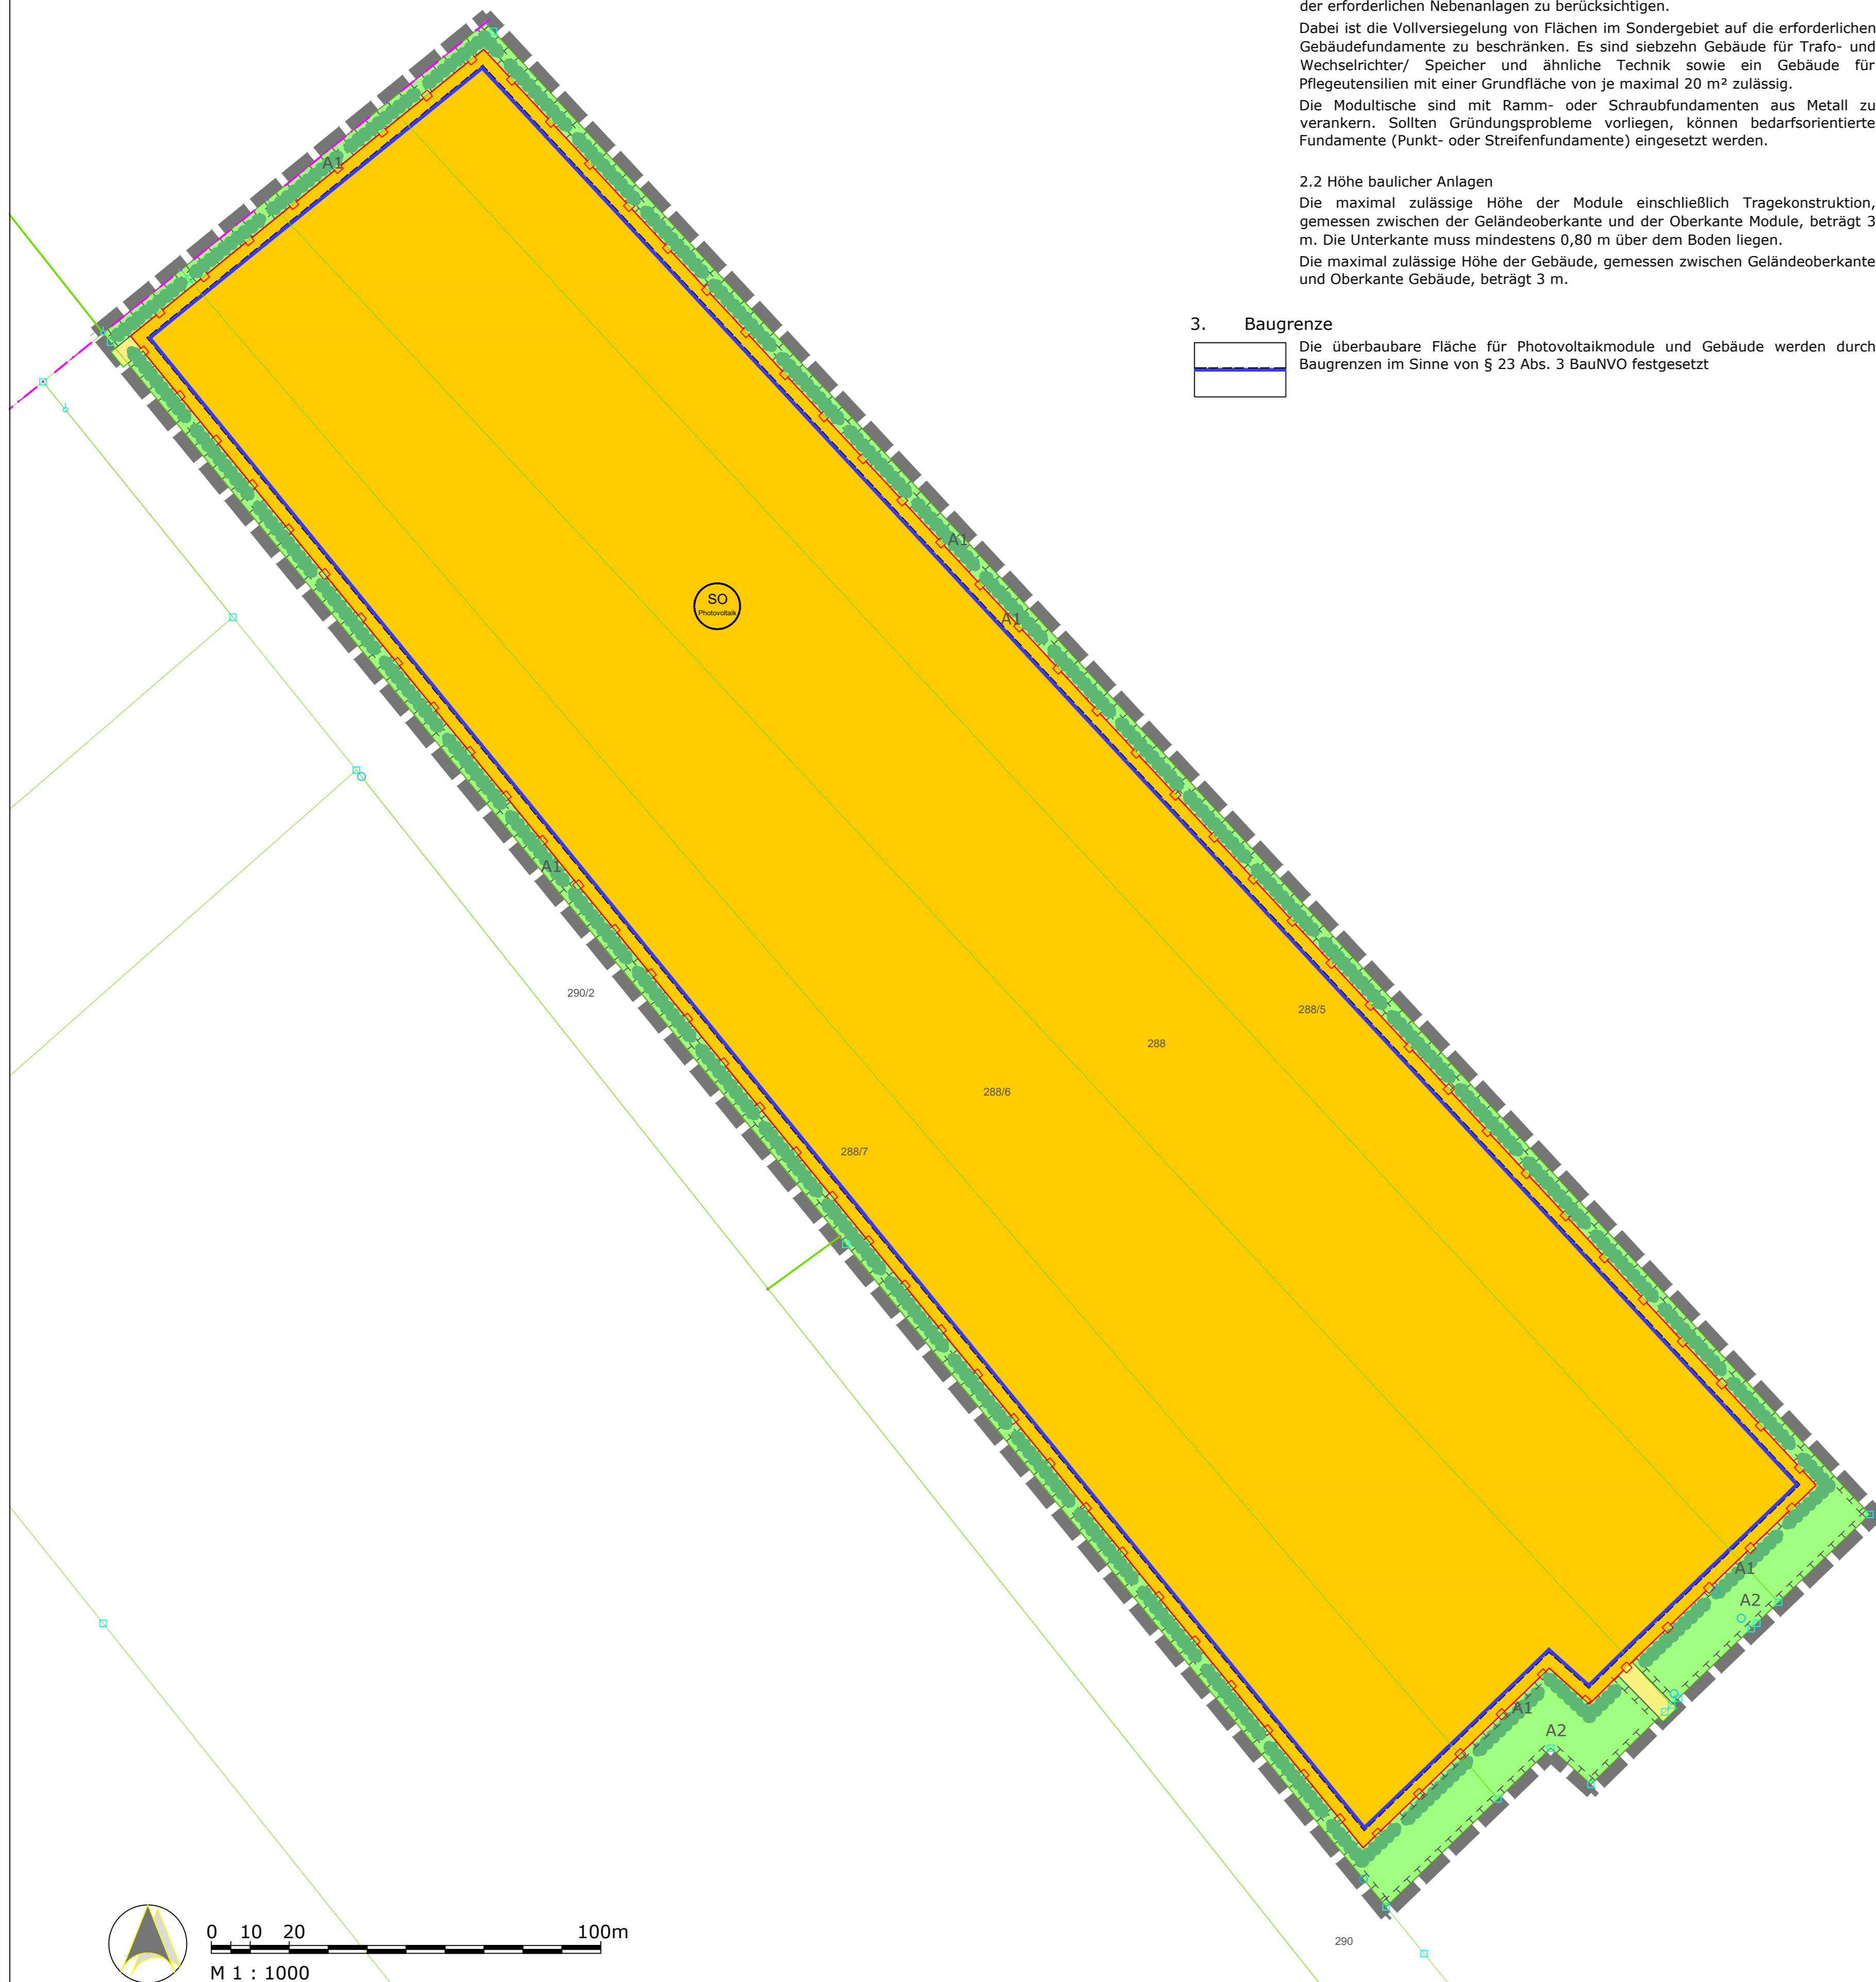 der erforderlichen Nebenanlagen zu berücksichtigen.
Dabei ist die Vollversiegelung von Flächen im Sondergebiet auf die erforderlichen
Gebäudefundamente zu beschränken. Es sind siebzehn Gebäude für Trafo- und
Wechselrichter/ Speicher und ähnliche Technik sowie ein Gebäude für
Pflegeutensilien mit einer Grundfläche von je maximal 20 m² zulässig.
Die Modultische sind mit Ramm- oder Schraubfundamenten aus Metall zu
verankern. Sollten Gründungsprobleme vorliegen, können bedarfsorientierte
Fundamente (Punkt- oder Streifenfundamente) eingesetzt werden.
2.2 Höhe baulicher Anlagen
Die maximal zulässige Höhe der Module einschließlich Tragekonstruktion,
gemessen zwischen der Geländeoberkante und der Oberkante Module, beträgt 3
m. Die Unterkante muss mindestens 0,80 m über dem Boden liegen.
Die maximal zulässige Höhe der Gebäude, gemessen zwischen Geländeoberkante
und Oberkante Gebäude, beträgt 3 m.
3. Baugrenze
Die überbaubare Fläche für Photovoltaikmodule und Gebäude werden durch
Baugrenzen im Sinne von § 23 Abs. 3 BauNVO festgesetzt
A1
A1
SO
Photovoltaik
A1
A1
290/2
288/5
288
288/6
288/7
A1
A2
A1
A2
290
0 10 20 100m
M 1 : 1000